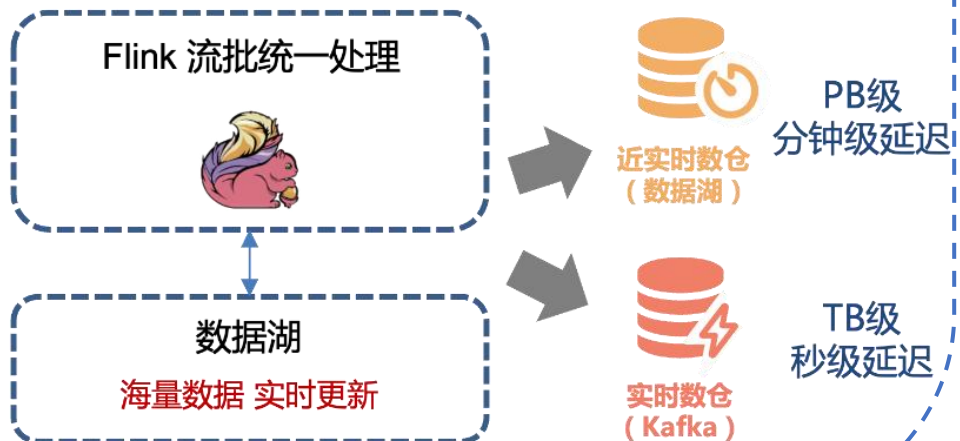 Flink 流批统一处理
数据湖
海量数据 实时更新
近实时数仓
（数据湖）
PB级
分钟级延迟
实时数仓
（Kafka）
TB级
秒级延迟